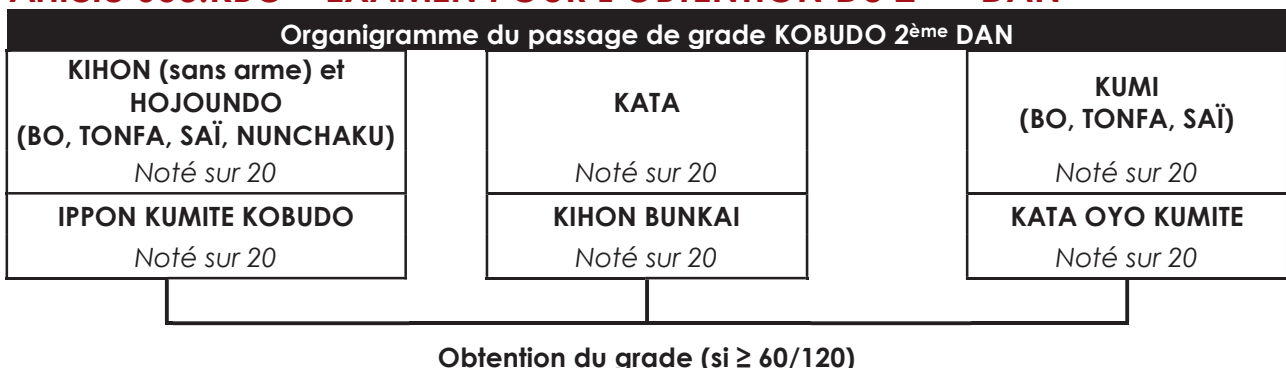 Organigramme du passage de grade KOBUDO 2ème DAN
KIHON (sans arme) et
HOJOUNDO
(BO, TONFA, SAÏ, NUNCHAKU)
Noté sur 20
KATA
Noté sur 20
KUMI
(BO, TONFA, SAÏ)
Noté sur 20
IPPON KUMITE KOBUDO
Noté sur 20
KIHON BUNKAI
Noté sur 20
KATA OYO KUMITE
Noté sur 20
Obtention du grade (si ≥ 60/120)